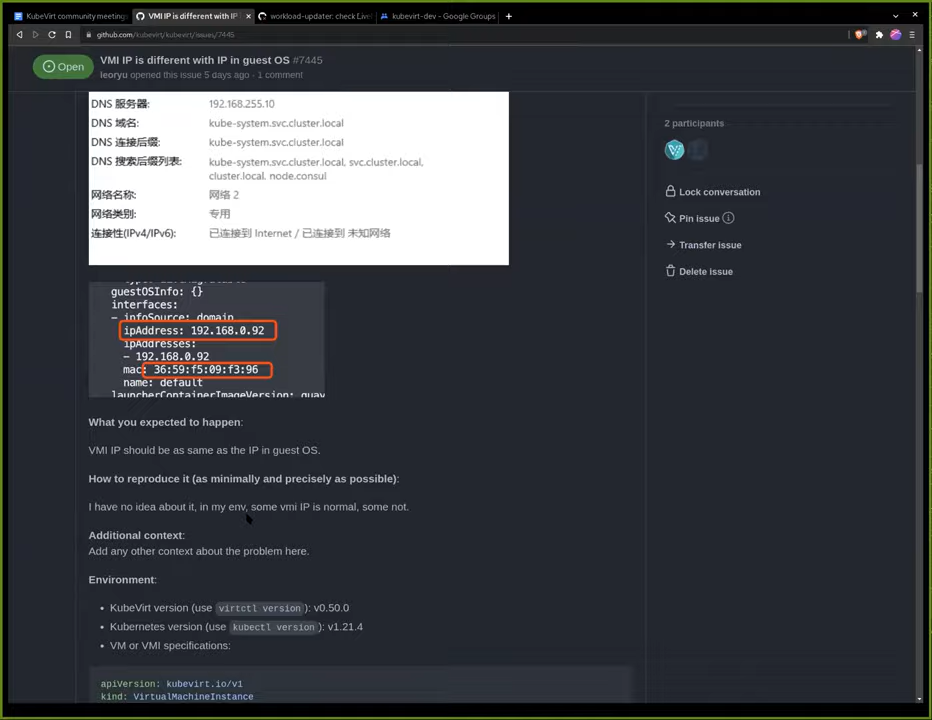 KubeVirt community meeting
VMI IP is different with IP
workload-updater: check Live
kubevirt-dev - Google Groups
github.com/kubevirt/kubevirt/issues/7445
Open
VMI IP is different with IP in guest OS #7445
leoryu opened this issue 5 days ago · 1 comment
DNS 服务器: 192.168.255.10
DNS 域名: kube-system.svc.cluster.local
DNS 连接后缀: kube-system.svc.cluster.local
DNS 搜索后缀列表: kube-system.svc.cluster.local, svc.cluster.local,
cluster.local, node.consul
网络名称: 网络 2
网络类别: 专用
连接性(IPv4/IPv6): 已连接到 Internet / 已连接到 未知网络
guestOSInfo: {}
interfaces:
- infoSource: domain
ipAddress: 192.168.0.92
ipAddresses:
- 192.168.0.92
mac: 36:59:f5:09:f3:96
name: default
launcherContainerImageVersion: quay
What you expected to happen:
VMI IP should be as same as the IP in guest OS.
How to reproduce it (as minimally and precisely as possible):
I have no idea about it, in my env, some vmi IP is normal, some not.
Additional context:
Add any other context about the problem here.
Environment:
• KubeVirt version (use virtctl version): v0.50.0
• Kubernetes version (use kubectl version): v1.21.4
• VM or VMI specifications:
apiVersion: kubevirt.io/v1
kind: VirtualMachineInstance
2 participants
Lock conversation
Pin issue
Transfer issue
Delete issue